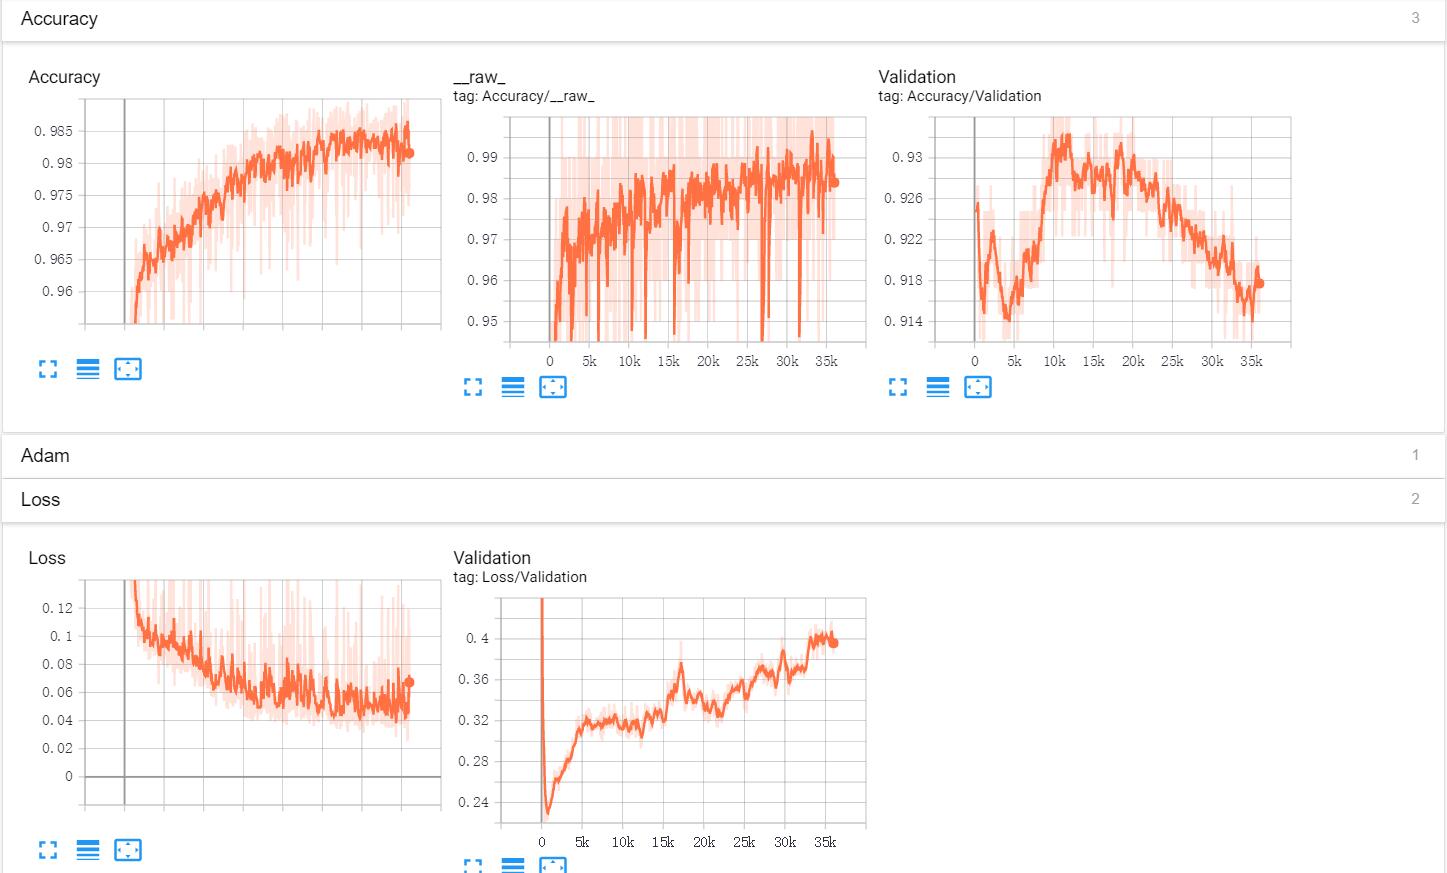 Accuracy 3
Accuracy
__raw_
tag: Accuracy/__raw_
Validation
tag: Accuracy/Validation
0.985
0.98
0.975
0.97
0.965
0.96
0.99
0.98
0.97
0.96
0.95
0 5k 10k 15k 20k 25k 30k 35k
0.93
0.926
0.922
0.918
0.914
0 5k 10k 15k 20k 25k 30k 35k
Adam 1
Loss 2
Loss
Validation
tag: Loss/Validation
0.12
0.1
0.08
0.06
0.04
0.02
0
0.4
0.36
0.32
0.28
0.24
0 5k 10k 15k 20k 25k 30k 35k